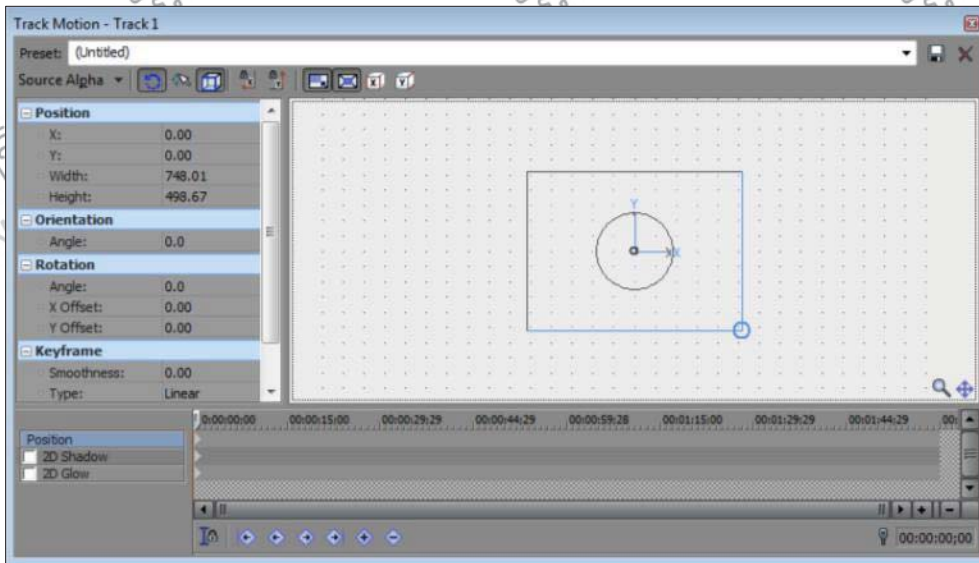 Track Motion - Track 1
Preset: (Untitled)
Source Alpha
Position
X: 0.00
Y: 0.00
Width: 748.01
Height: 498.67
Orientation
Angle: 0.0
Rotation
Angle: 0.0
X Offset: 0.00
Y Offset: 0.00
Keyframe
Smoothness: 0.00
Type: Linear
Y
X
0:00:00:00 00:00:15:00 00:00:29;29 00:00:44;29 00:00:59:28 00:01:15:00 00:01:29;29 00:01:44;29 00:
Position
2D Shadow
2D Glow
00:00:00;00